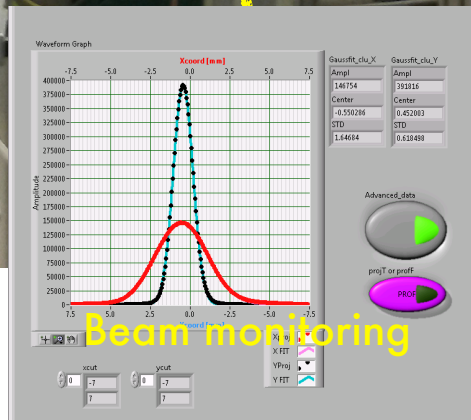 Waveform Graph
Xcoord [mm]
-7.5 -5.0 -2.5 0.0 2.5 5.0 7.5
400000
375000
350000
325000
300000
275000
250000
225000
200000
175000
150000
125000
100000
75000
50000
25000
0
Amplitude
7.5 5.0 2.5 0.0 -2.5 -5.0 -7.5
Gaussfit_clu_X
Ampl
146754
Center
-0.550286
STD
1.64684
Gaussfit_clu_Y
Ampl
391816
Center
0.452083
STD
0.618498
Advanced_data
projT or profF
PROF
Beam monitoring
Xproj
X FIT
YProj
Y FIT
xcut
0
-7
7
ycut
0
-7
7